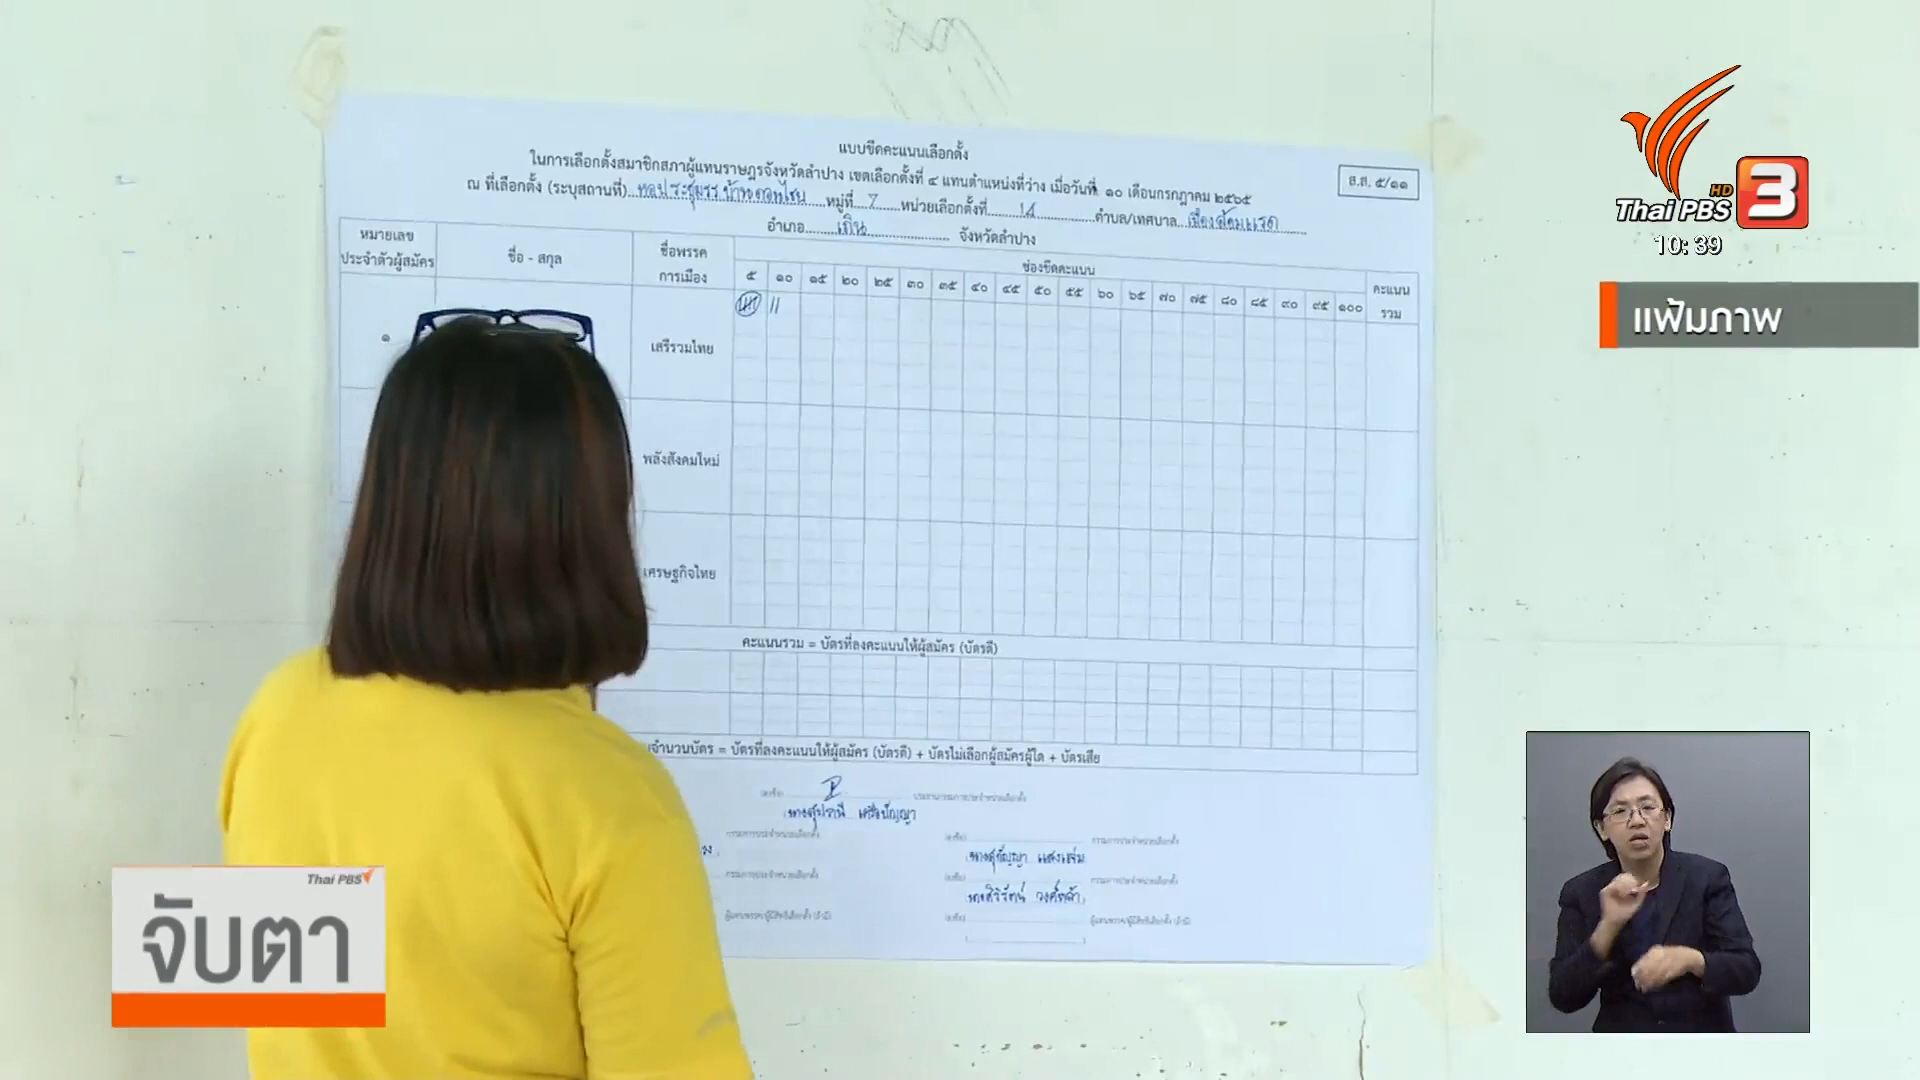 แบบขีดคะแนนเลือกตั้ง
ในการเลือกตั้งสมาชิกสภาผู้แทนราษฎรจังหวัดลำปาง เขตเลือกตั้งที่ ๔ แทนตำแหน่งที่ว่าง เมื่อวันที่ ๑๐ เดือนกรกฎาคม ๒๕๖๕
ส.ส. ๕/๑๑
ณ ที่เลือกตั้ง (ระบุสถานที่) หมู่ที่ 7 หน่วยเลือกตั้งที่ 14 ตำบล/เทศบาล
อำเภอ เถิน จังหวัดลำปาง
หมายเลข
ประจำตัวผู้สมัคร
ชื่อ - สกุล
ชื่อพรรค
การเมือง
ช่องขีดคะแนน
คะแนน
รวม
๕ ๑๐ ๑๕ ๒๐ ๒๕ ๓๐ ๓๕ ๔๐ ๔๕ ๕๐ ๕๕ ๖๐ ๖๕ ๗๐ ๗๕ ๘๐ ๘๕ ๙๐ ๙๕ ๑๐๐
๑
เสรีรวมไทย
พลังสังคมใหม่
เศรษฐกิจไทย
คะแนนรวม = บัตรที่ลงคะแนนให้ผู้สมัคร (บัตรดี)
จำนวนบัตร = บัตรที่ลงคะแนนให้ผู้สมัคร (บัตรดี) + บัตรไม่เลือกผู้สมัครผู้ใด + บัตรเสีย
Thai PBS HD 3
10:39
แฟ้มภาพ
Thai PBS
จับตา